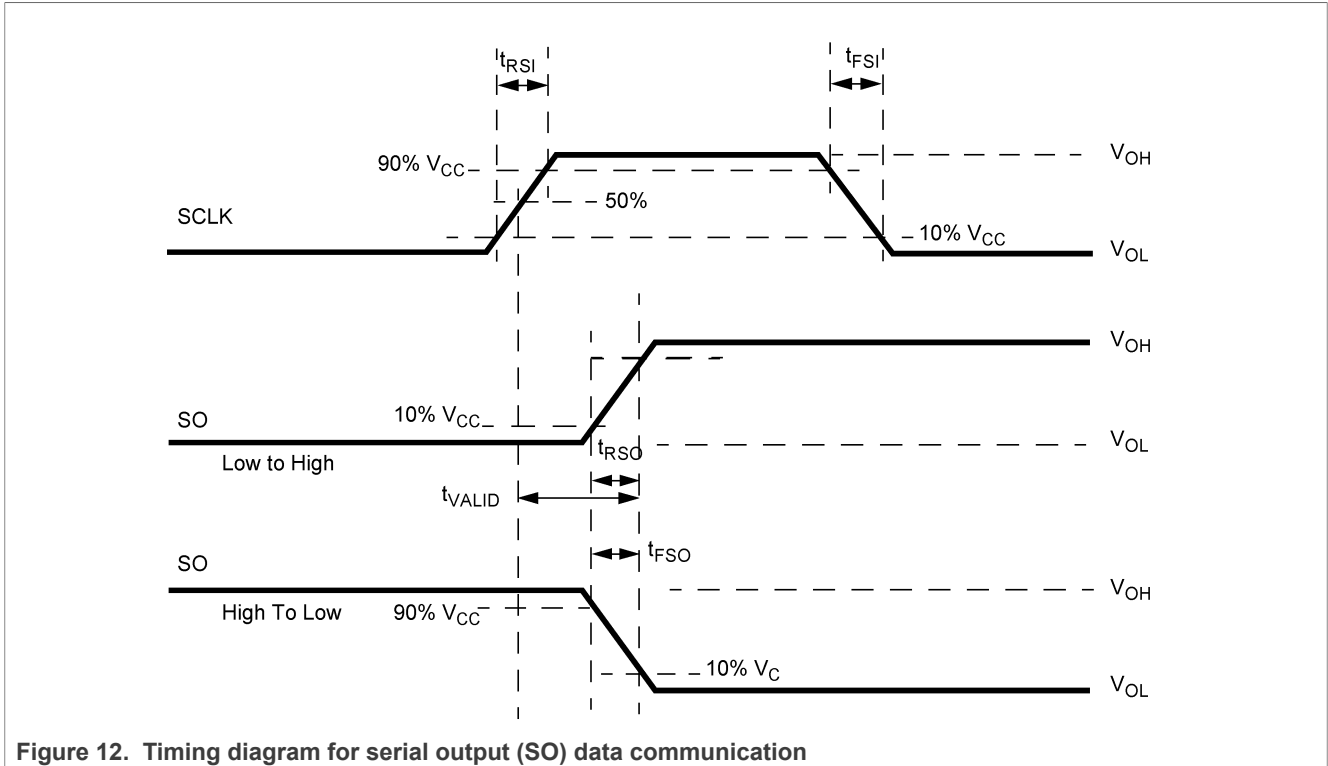 tRSI
tFSI
90% VCC
VOH
50%
SCLK
10% VCC
VOL
VOH
10% VCC
SO
VOL
tRSO
Low to High
tVALID
SO
tFSO
VOH
High To Low
90% VCC
10% VC
VOL
Figure 12. Timing diagram for serial output (SO) data communication